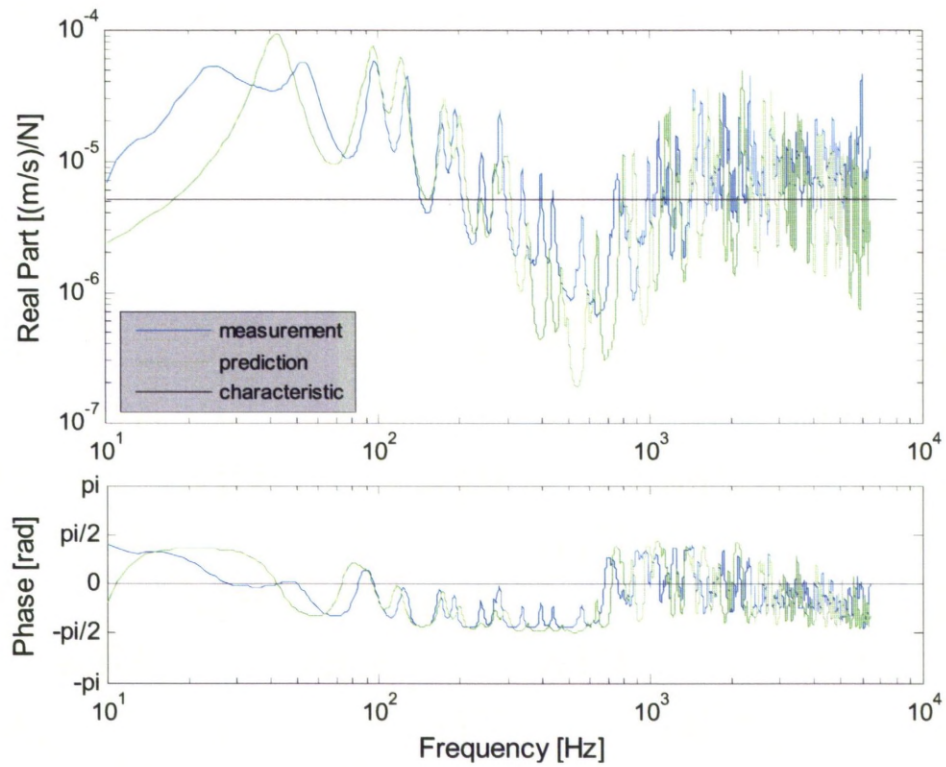 10^-4
10^-5
10^-6
10^-7
Real Part [(m/s)/N]
measurement
prediction
characteristic
10^1
10^2
10^3
10^4
pi
pi/2
0
-pi/2
-pi
Phase [rad]
10^1
10^2
10^3
10^4
Frequency [Hz]